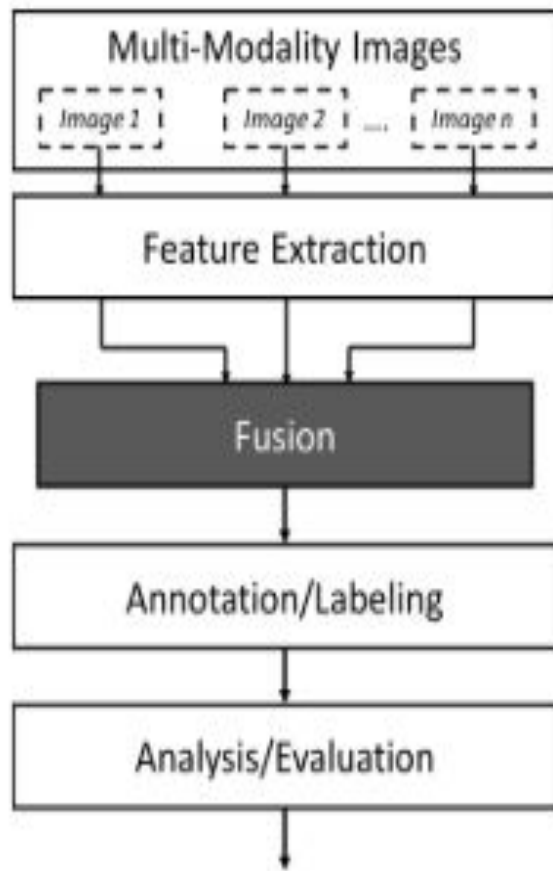 Multi-Modality Images
Image 1 Image 2 .... Image n
Feature Extraction
Fusion
Annotation/Labeling
Analysis/Evaluation